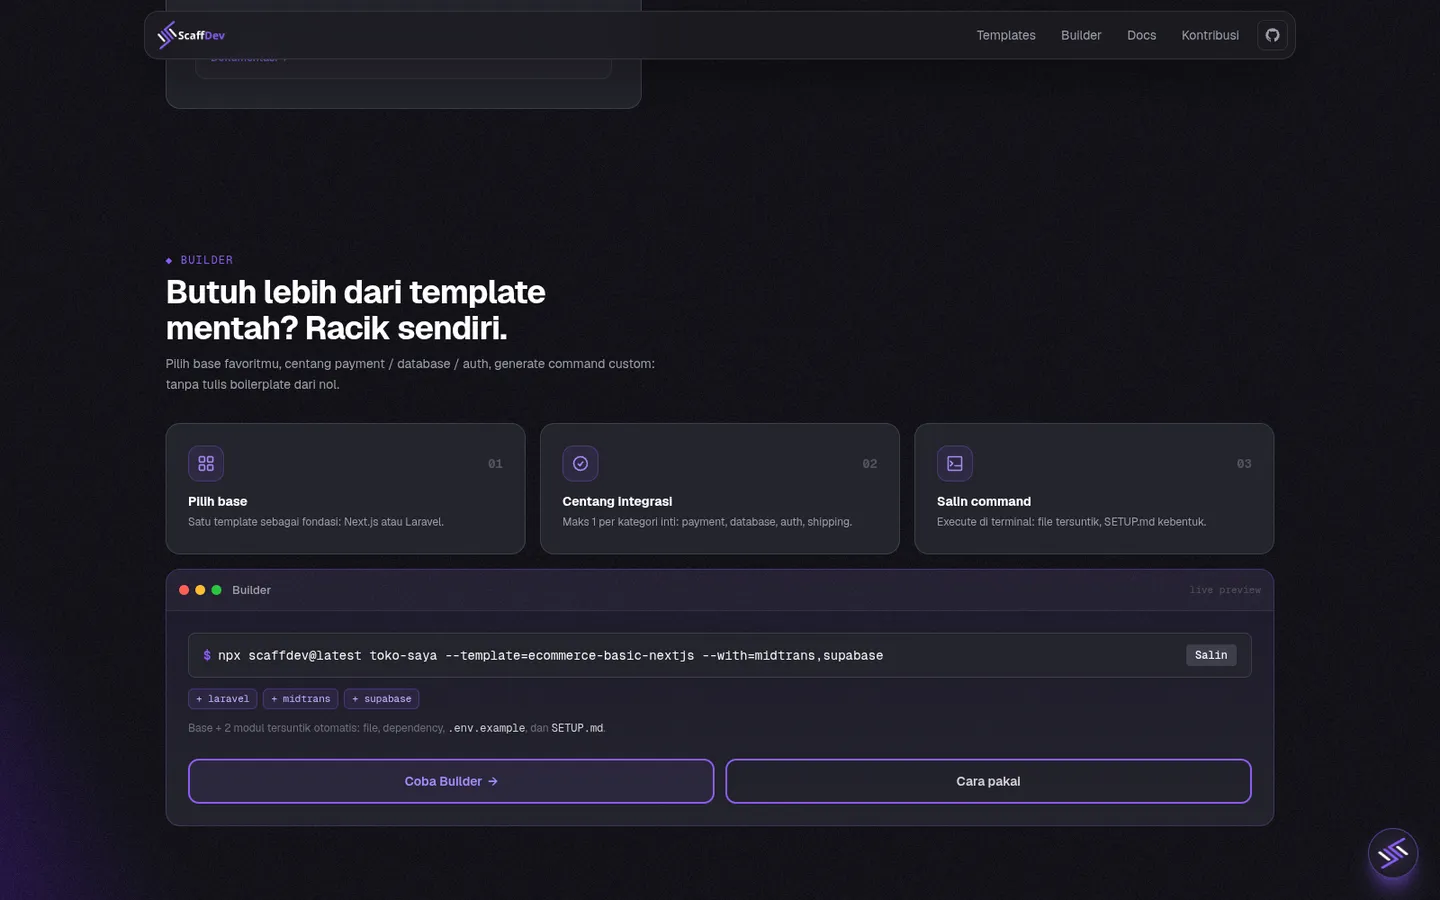 ScaffDev
Templates
Builder
Docs
Kontribusi
◆ BUILDER
Butuh lebih dari template
mentah? Racik sendiri.
Pilih base favoritmu, centang payment / database / auth, generate command custom:
tanpa tulis boilerplate dari nol.
01
Pilih base
Satu template sebagai fondasi: Next.js atau Laravel.
02
Centang integrasi
Maks 1 per kategori inti: payment, database, auth, shipping.
03
Salin command
Execute di terminal: file tersuntik, SETUP.md kebentuk.
Builder
live preview
$ npx scaffdev@latest toko-saya --template=ecommerce-basic-nextjs --with=midtrans,supabase
Salin
+ laravel
+ midtrans
+ supabase
Base + 2 modul tersuntik otomatis: file, dependency, .env.example, dan SETUP.md.
Coba Builder →
Cara pakai